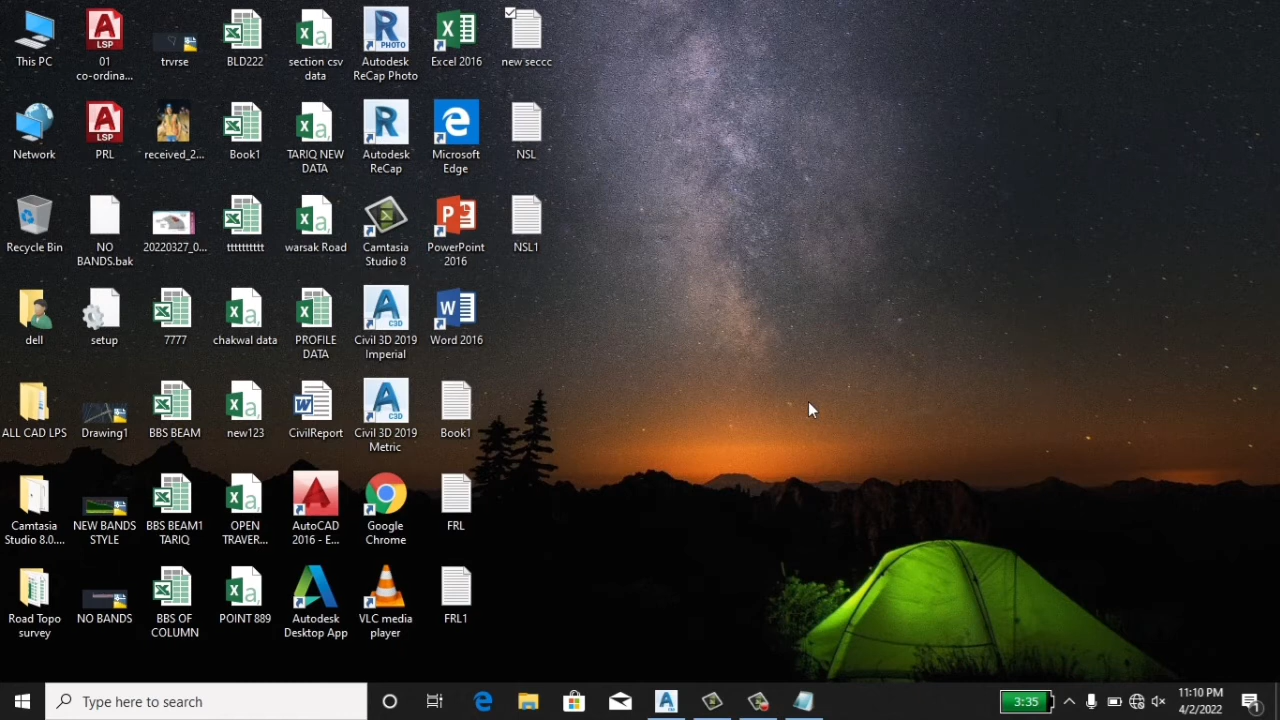 This PC
LSP
01
co-ordina...
trvrse
BLD222
section csv
data
PHOTO
Autodesk
ReCap Photo
Excel 2016
new seccc
Network
LSP
PRL
received_2...
Book1
TARIQ NEW
DATA
Autodesk
ReCap
Microsoft
Edge
NSL
Recycle Bin
NO
BANDS.bak
20220327_0...
tttttttttt
warsak Road
Camtasia
Studio 8
PowerPoint
2016
NSL1
dell
setup
7777
chakwal data
PROFILE
DATA
C3D
Civil 3D 2019
Imperial
Word 2016
ALL CAD LPS
Drawing1
BBS BEAM
new123
CivilReport
C3D
Civil 3D 2019
Metric
Book1
Camtasia
Studio 8.0....
NEW BANDS
STYLE
BBS BEAM1
TARIQ
OPEN
TRAVER...
AutoCAD
2016 - E...
Google
Chrome
FRL
Road Topo
survey
NO BANDS
BBS OF
COLUMN
POINT 889
Autodesk
Desktop App
VLC media
player
FRL1
Type here to search
3:35
11:10 PM
4/2/2022
1